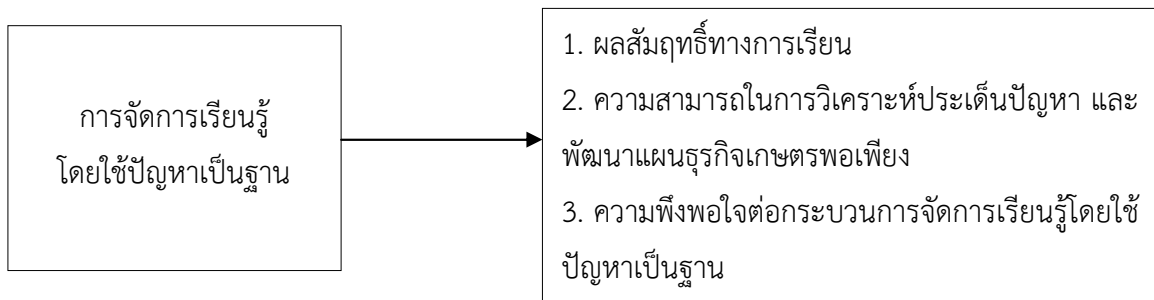 การจัดการเรียนรู้
โดยใช้ปัญหาเป็นฐาน
1. ผลสัมฤทธิ์ทางการเรียน
2. ความสามารถในการวิเคราะห์ประเด็นปัญหา และ
พัฒนาแผนธุรกิจเกษตรพอเพียง
3. ความพึงพอใจต่อกระบวนการจัดการเรียนรู้โดยใช้
ปัญหาเป็นฐาน